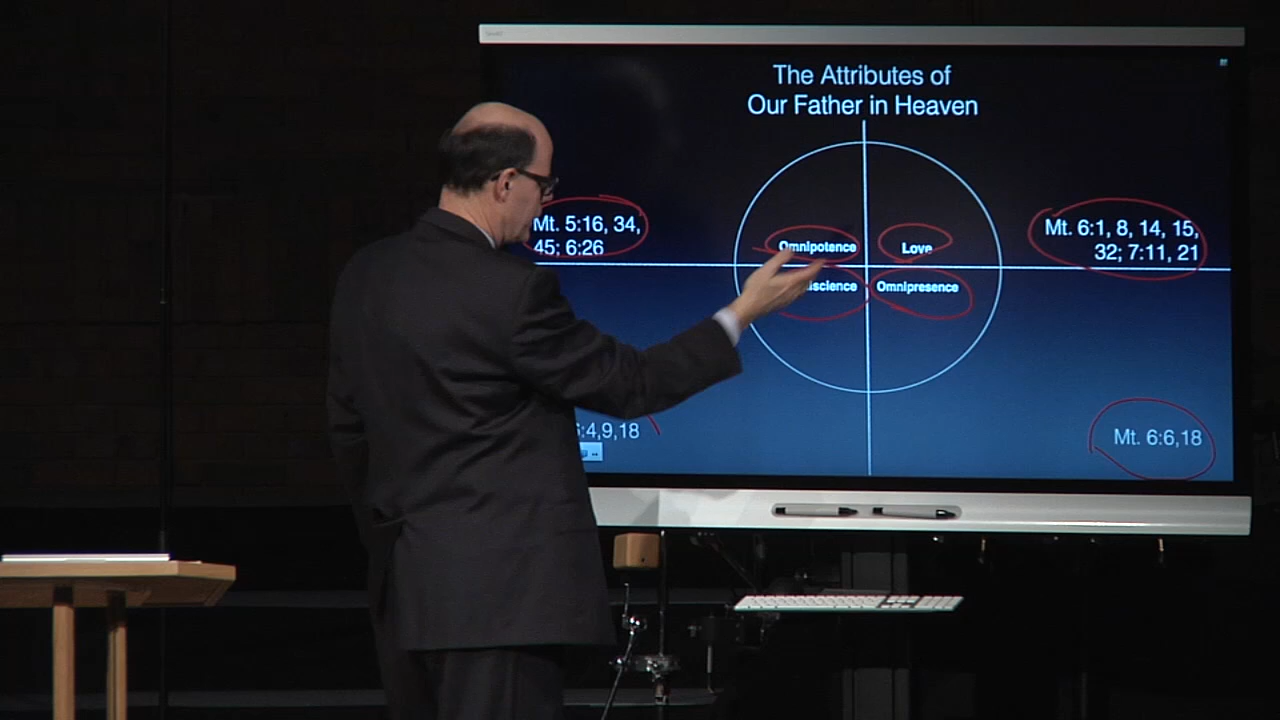 The Attributes of
Our Father in Heaven
Mt. 5:16, 34,
45; 6:26
Omnipotence
Love
Mt. 6:1, 8, 14, 15,
32; 7:11, 21
Omnipresence
:4,9,18
Mt. 6:6,18